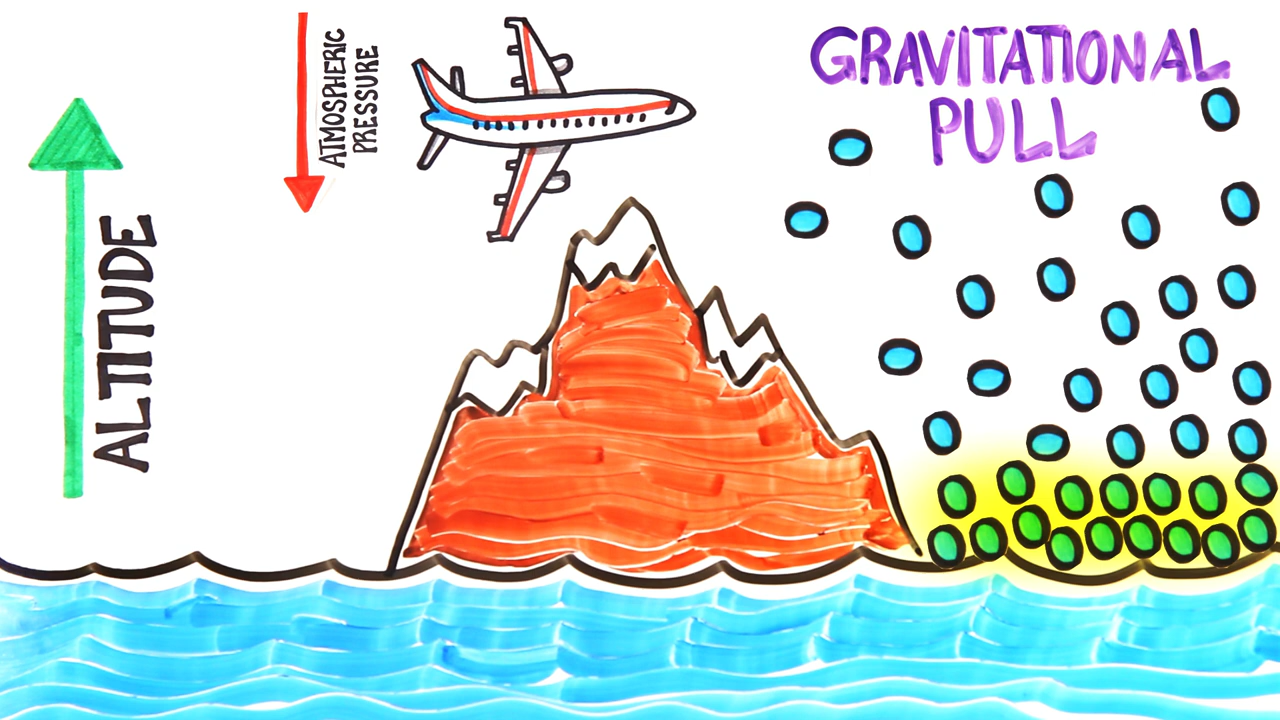 ALTITUDE
ATMOSPHERIC
PRESSURE
GRAVITATIONAL
PULL